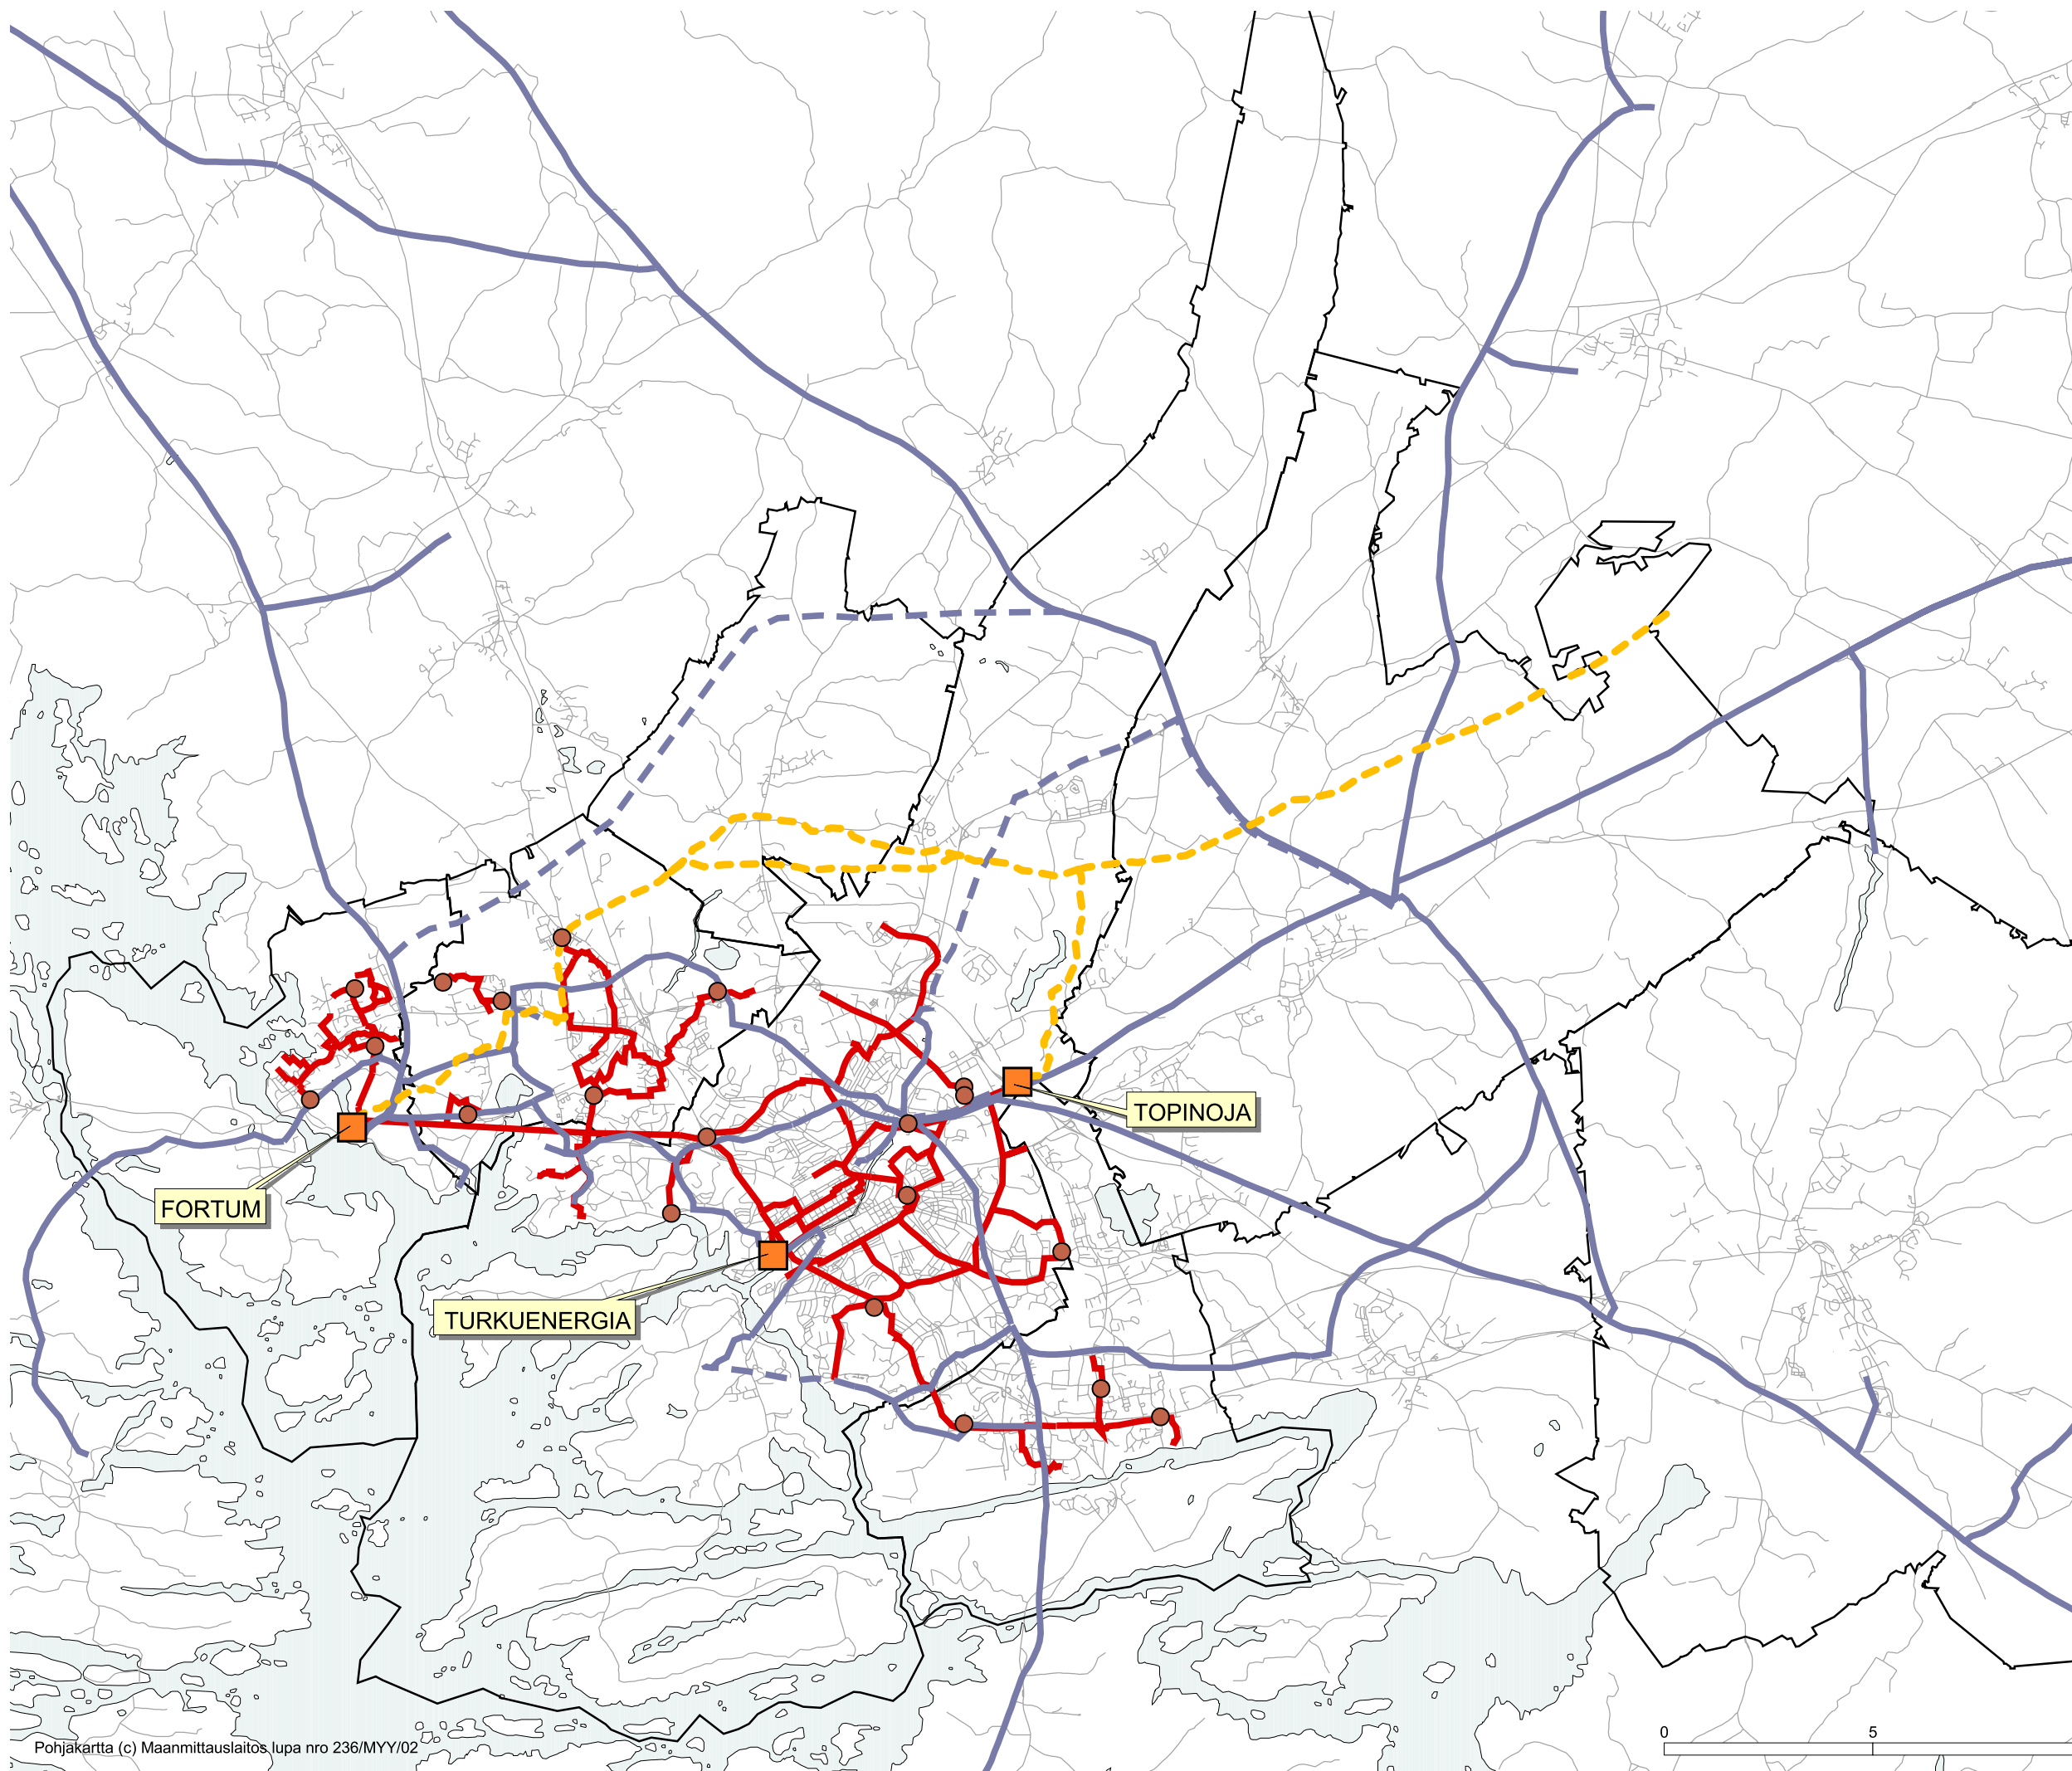 TOPINOJA
FORTUM
TURKUENERGIA
0 5
Pohjakartta (c) Maanmittauslaitos lupa nro 236/MYY/02